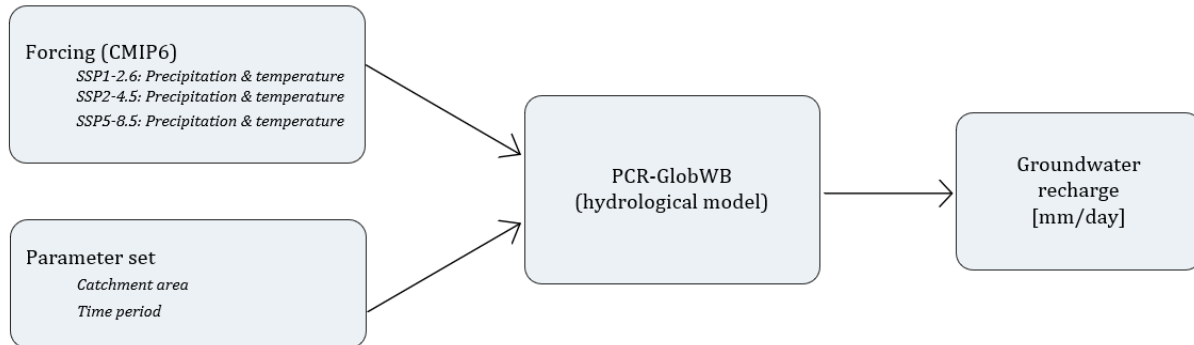 Forcing (CMIP6)
SSP1-2.6: Precipitation & temperature
SSP2-4.5: Precipitation & temperature
SSP5-8.5: Precipitation & temperature
Parameter set
Catchment area
Time period
PCR-GlobWB
(hydrological model)
Groundwater
recharge
[mm/day]